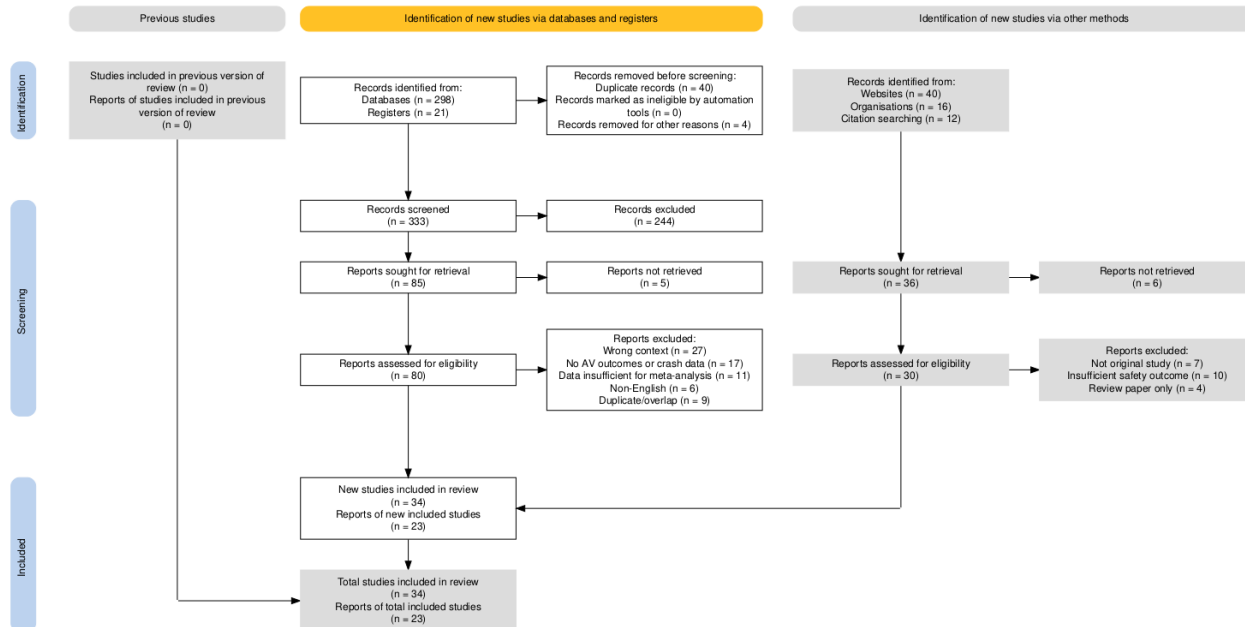 Previous studies
Identification of new studies via databases and registers
Identification of new studies via other methods
Identification
Studies included in previous version of
review (n = 0)
Reports of studies included in previous
version of review
(n = 0)
Records identified from:
Databases (n = 298)
Registers (n = 21)
Records removed before screening:
Duplicate records (n = 40)
Records marked as ineligible by automation
tools (n = 0)
Records removed for other reasons (n = 4)
Records identified from:
Websites (n = 40)
Organisations (n = 16)
Citation searching (n = 12)
Screening
Records screened
(n = 333)
Records excluded
(n = 244)
Reports sought for retrieval
(n = 85)
Reports not retrieved
(n = 5)
Reports sought for retrieval
(n = 36)
Reports not retrieved
(n = 6)
Reports assessed for eligibility
(n = 80)
Reports excluded:
Wrong context (n = 27)
No AV outcomes or crash data (n = 17)
Data insufficient for meta-analysis (n = 11)
Non-English (n = 6)
Duplicate/overlap (n = 9)
Reports assessed for eligibility
(n = 30)
Reports excluded:
Not original study (n = 7)
Insufficient safety outcome (n = 10)
Review paper only (n = 4)
Included
New studies included in review
(n = 34)
Reports of new included studies
(n = 23)
Total studies included in review
(n = 34)
Reports of total included studies
(n = 23)